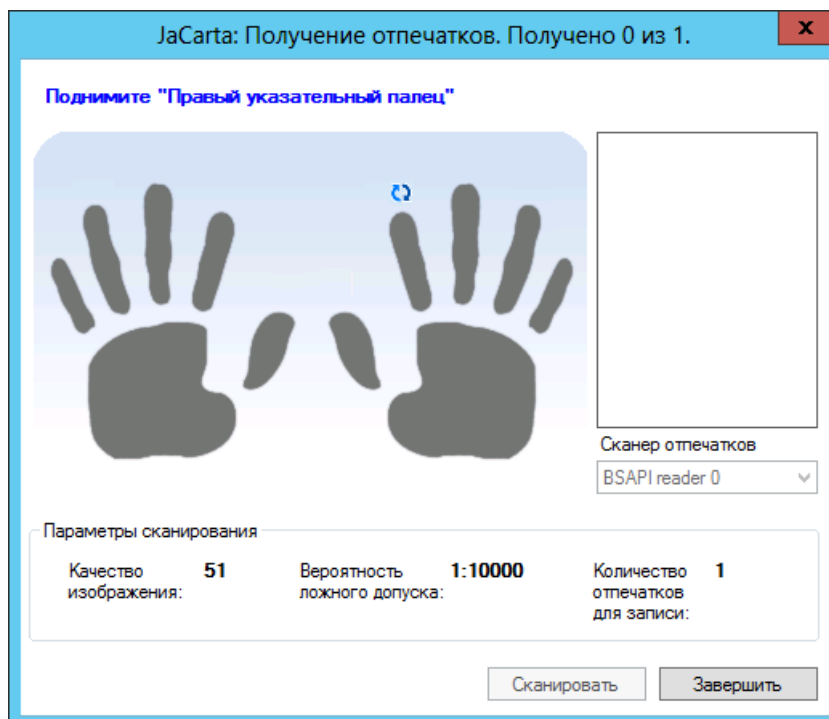 JaCarta: Получение отпечатков. Получено 0 из 1.
x
Поднимите "Правый указательный палец"
Сканер отпечатков
BSAPI reader 0
Параметры сканирования
Качество изображения: 51
Вероятность ложного допуска: 1:10000
Количество отпечатков для записи: 1
Сканировать
Завершить